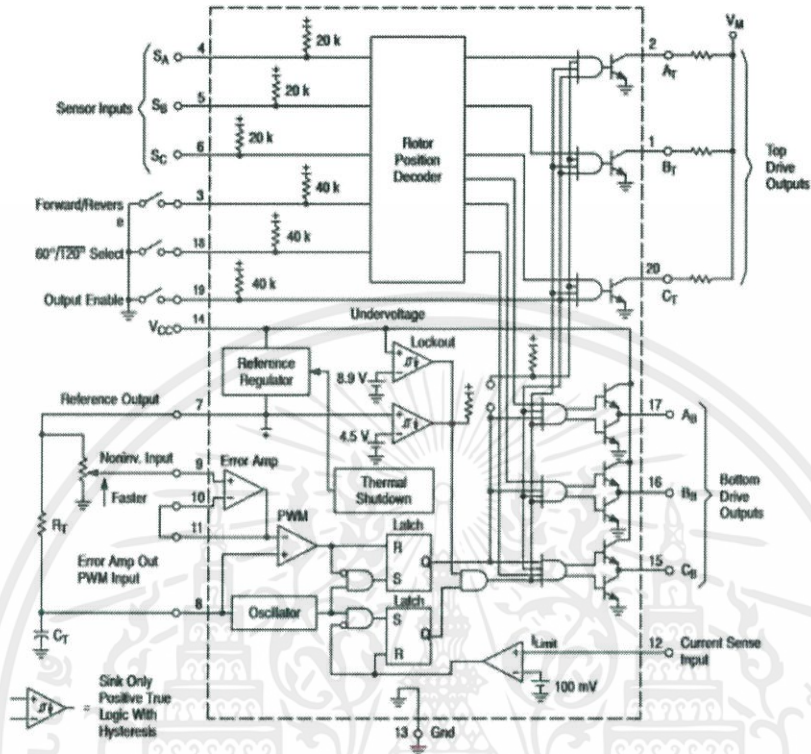 Sensor Inputs
SA 4
20 k
SB 5
20 k
SC 6
20 k
Forward/Revers
e
3
40 k
60°/120° Select
18
40 k
Output Enable
19
40 k
VCC 14
Rotor
Position
Decoder
2
AT
VM
1
BT
20
CT
Top
Drive
Outputs
Undervoltage
Lockout
Reference
Regulator
8.9 V
4.5 V
Reference Output
7
Noninv. Input
9
Faster
10
11
Error Amp
Thermal
Shutdown
PWM
RT
Error Amp Out
PWM Input
8
Oscillator
CT
Latch
R
Q
S
Latch
S
Q
R
17
AB
16
BB
15
CB
Bottom
Drive
Outputs
ILimit
12
Current Sense
Input
100 mV
13
Gnd
=
Sink Only
Positive True
Logic With
Hysteresis